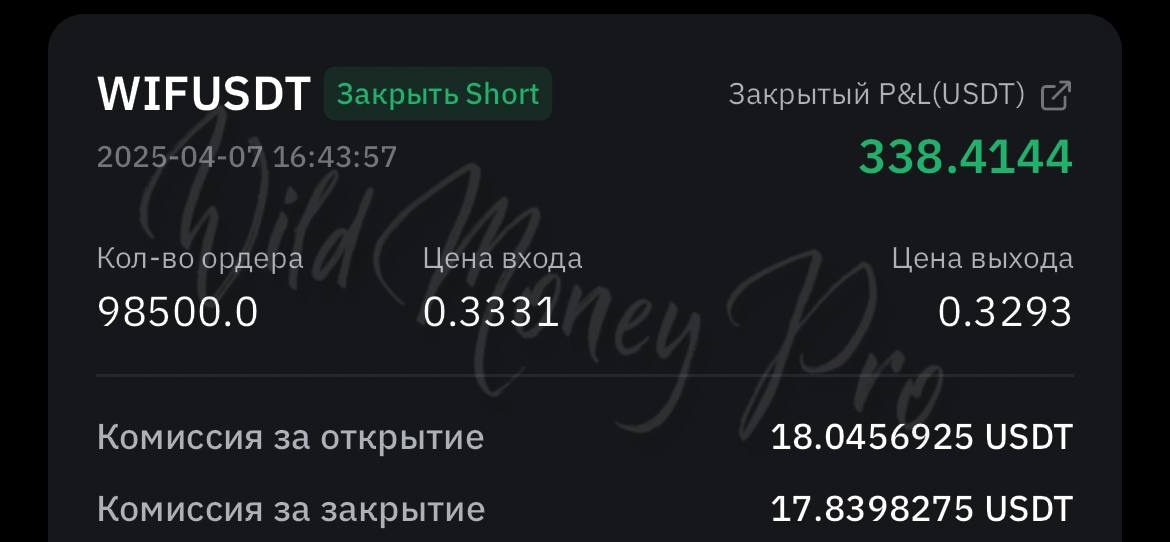 WIFUSDT Закрыть Short Закрытый P&L(USDT)
2025-04-07 16:43:57 338.4144
Wild Money Pro
Кол-во ордера Цена входа Цена выхода
98500.0 0.3331 0.3293
Комиссия за открытие 18.0456925 USDT
Комиссия за закрытие 17.8398275 USDT